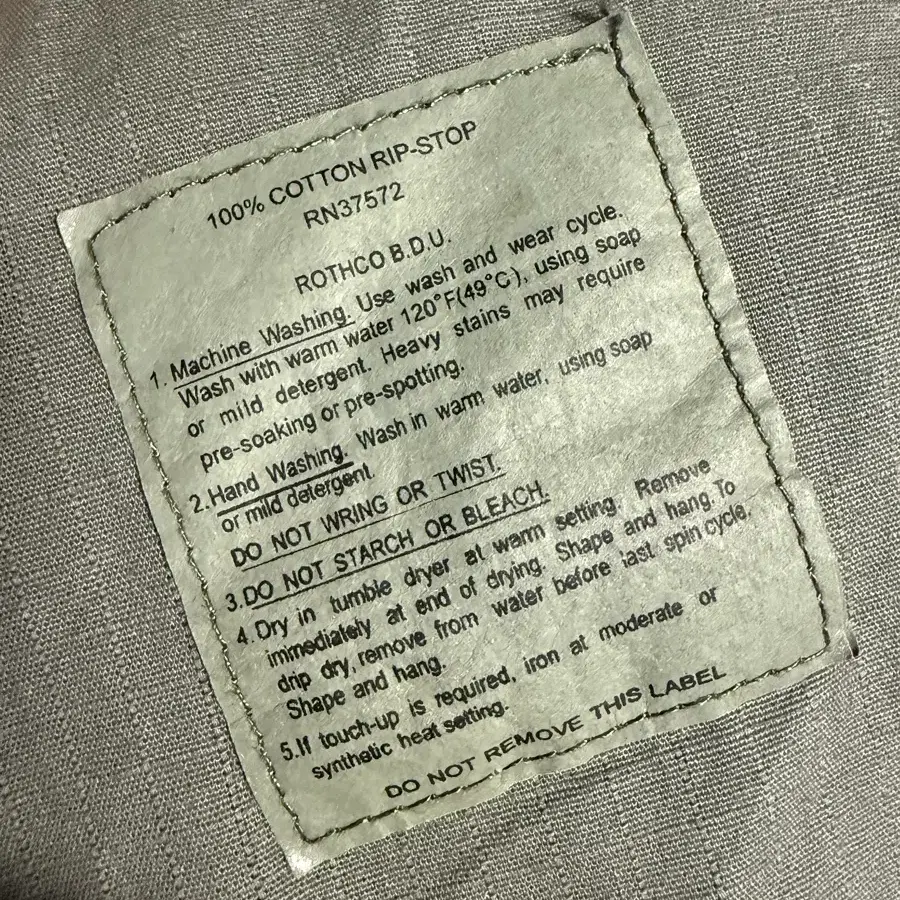 100% COTTON RIP-STOP
RN37572
ROTHCO B.D.U.
1. Machine Washing. Use wash and wear cycle.
Wash with warm water 120°F(49°C), using soap
or mild detergent. Heavy stains may require
pre-soaking or pre-spotting.
2. Hand Washing. Wash in warm water, using soap
or mild detergent.
DO NOT WRING OR TWIST.
3. DO NOT STARCH OR BLEACH.
4. Dry in tumble dryer at warm setting. Remove
immediately at end of drying. Shape and hang. To
drip dry, remove from water before last spin cycle.
Shape and hang.
5. If touch-up is required, iron at moderate or
synthetic heat setting.
DO NOT REMOVE THIS LABEL